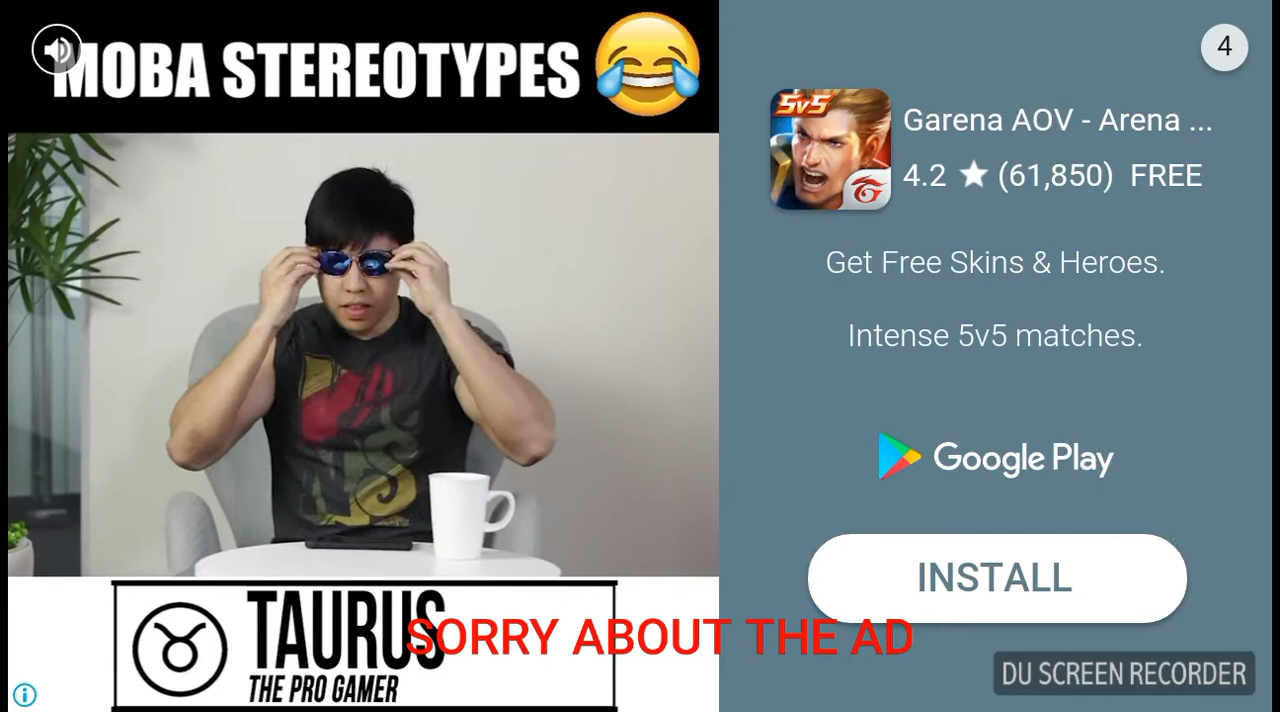 MOBA STEREOTYPES
4
5v5
Garena AOV - Arena ...
4.2 ★ (61,850) FREE
Get Free Skins & Heroes.
Intense 5v5 matches.
Google Play
INSTALL
TAURUS
THE PRO GAMER
SORRY ABOUT THE AD
DU SCREEN RECORDER